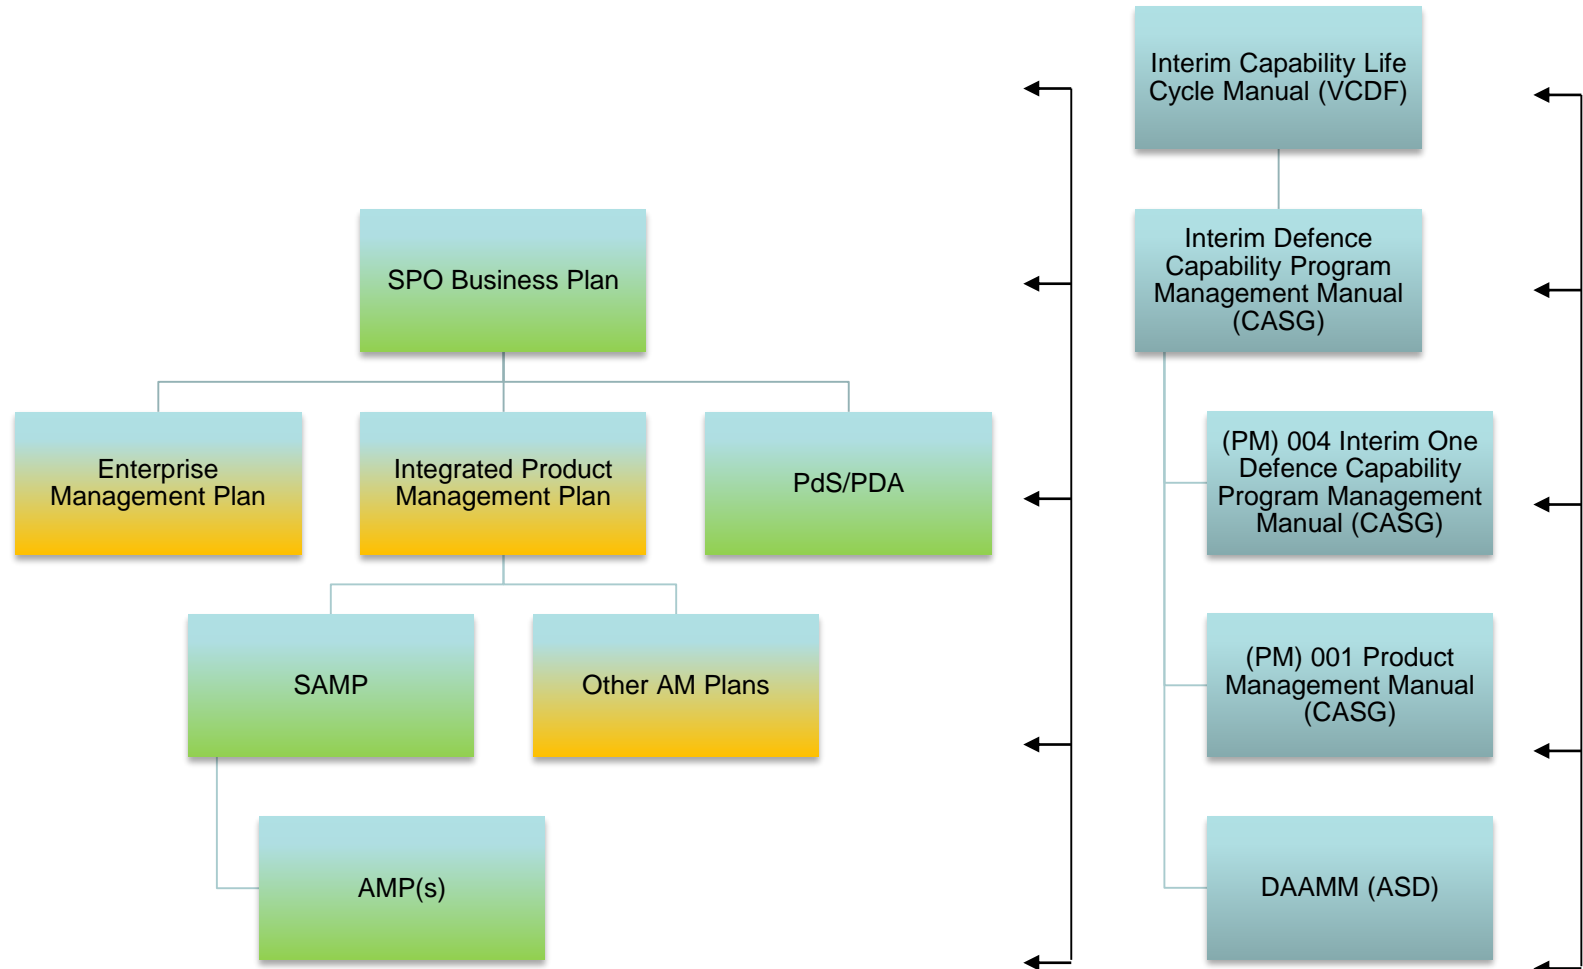 Interim Capability Life
Cycle Manual (VCDF)
SPO Business Plan
Interim Defence
Capability Program
Management Manual
(CASG)
Enterprise
Management Plan
Integrated Product
Management Plan
PdS/PDA
(PM) 004 Interim One
Defence Capability
Program Management
Manual (CASG)
SAMP
Other AM Plans
(PM) 001 Product
Management Manual
(CASG)
AMP(s)
DAAMM (ASD)